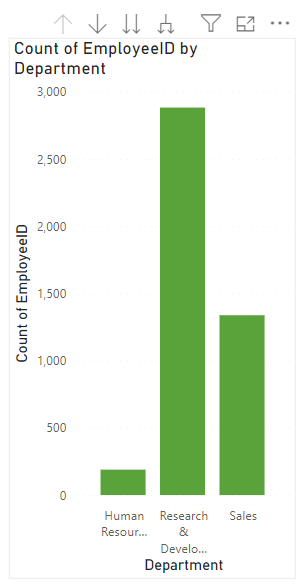 Count of EmployeeID by
Department
3,000
2,500
2,000
1,500
1,000
500
0
Count of EmployeeID
Human
Resour...
Research
&
Develo...
Sales
Department